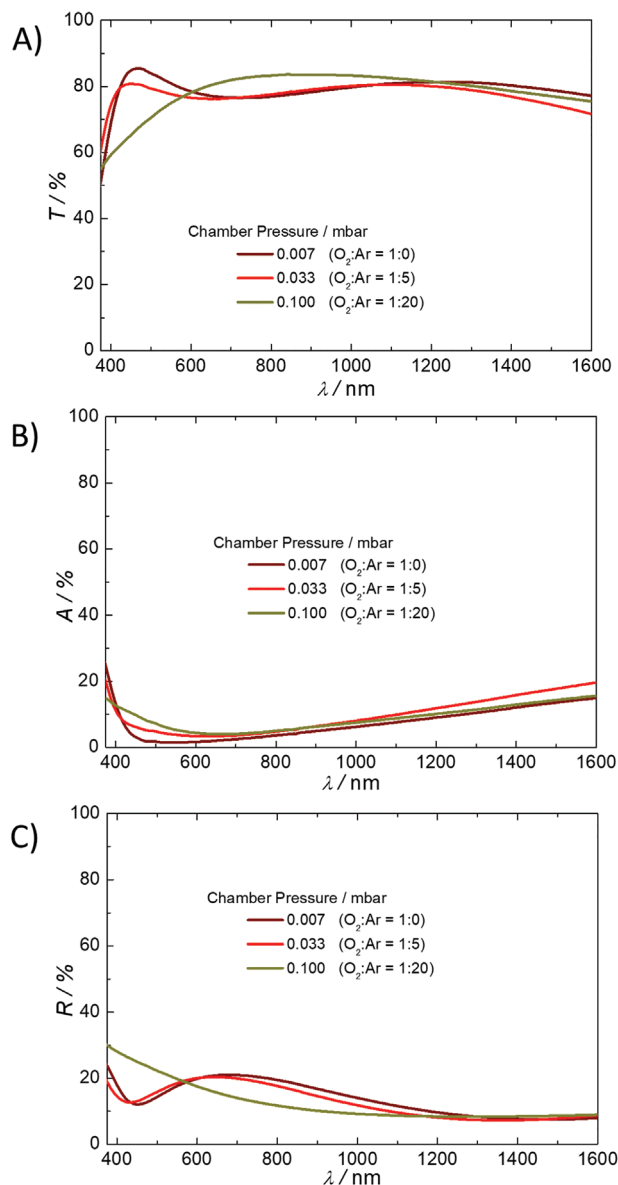 A)
100
80
60
40
20
0
T / %
Chamber Pressure / mbar
0.007 (O₂:Ar = 1:0)
0.033 (O₂:Ar = 1:5)
0.100 (O₂:Ar = 1:20)
400 600 800 1000 1200 1400 1600
λ / nm
B)
100
80
60
40
20
0
A / %
Chamber Pressure / mbar
0.007 (O₂:Ar = 1:0)
0.033 (O₂:Ar = 1:5)
0.100 (O₂:Ar = 1:20)
400 600 800 1000 1200 1400 1600
λ / nm
C)
100
80
60
40
20
0
R / %
Chamber Pressure / mbar
0.007 (O₂:Ar = 1:0)
0.033 (O₂:Ar = 1:5)
0.100 (O₂:Ar = 1:20)
400 600 800 1000 1200 1400 1600
λ / nm